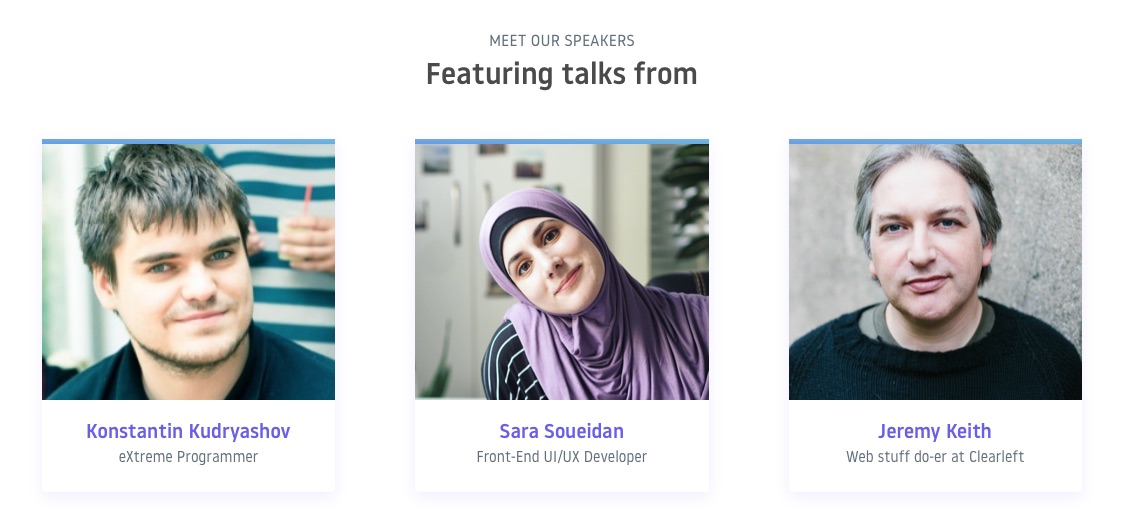 MEET OUR SPEAKERS
Featuring talks from
Konstantin Kudryashov
eXtreme Programmer
Sara Soueidan
Front-End UI/UX Developer
Jeremy Keith
Web stuff do-er at Clearleft